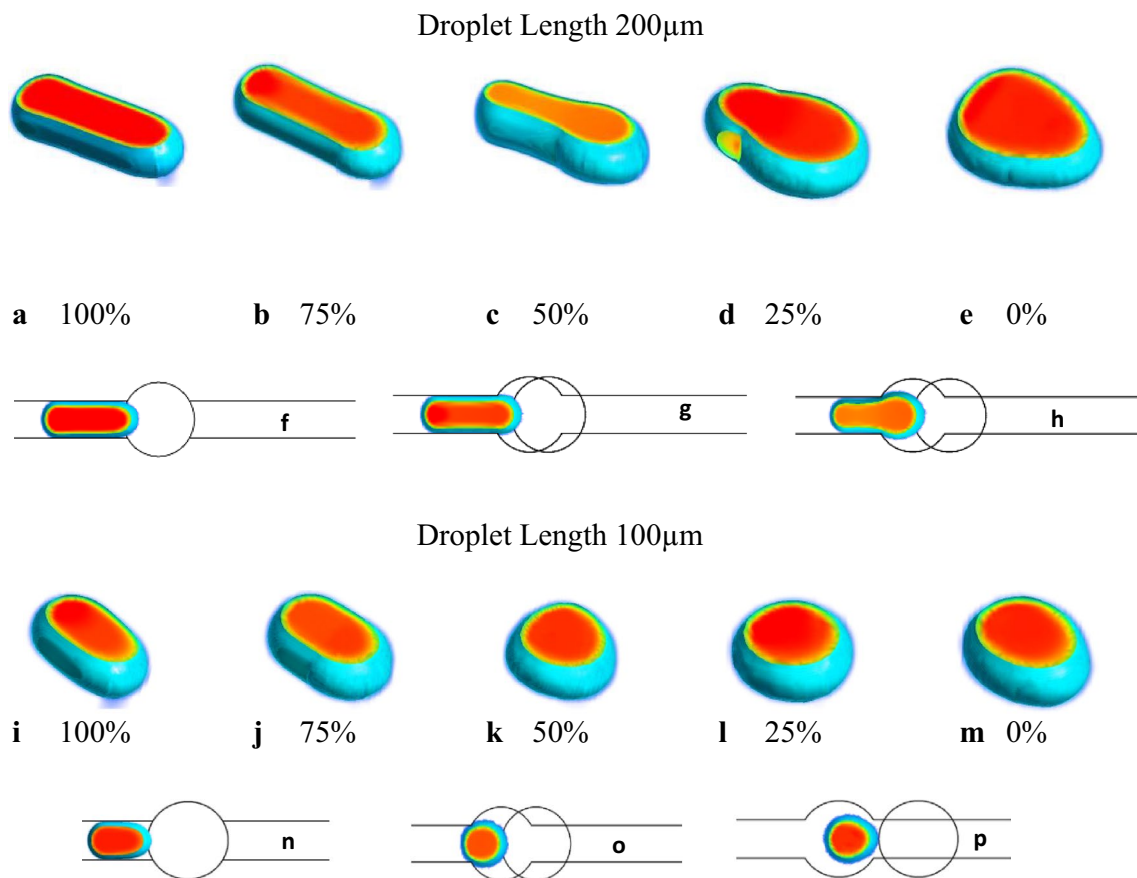 Droplet Length 200µm
a 100% b 75% c 50% d 25% e 0%
f g h
Droplet Length 100µm
i 100% j 75% k 50% l 25% m 0%
n o p